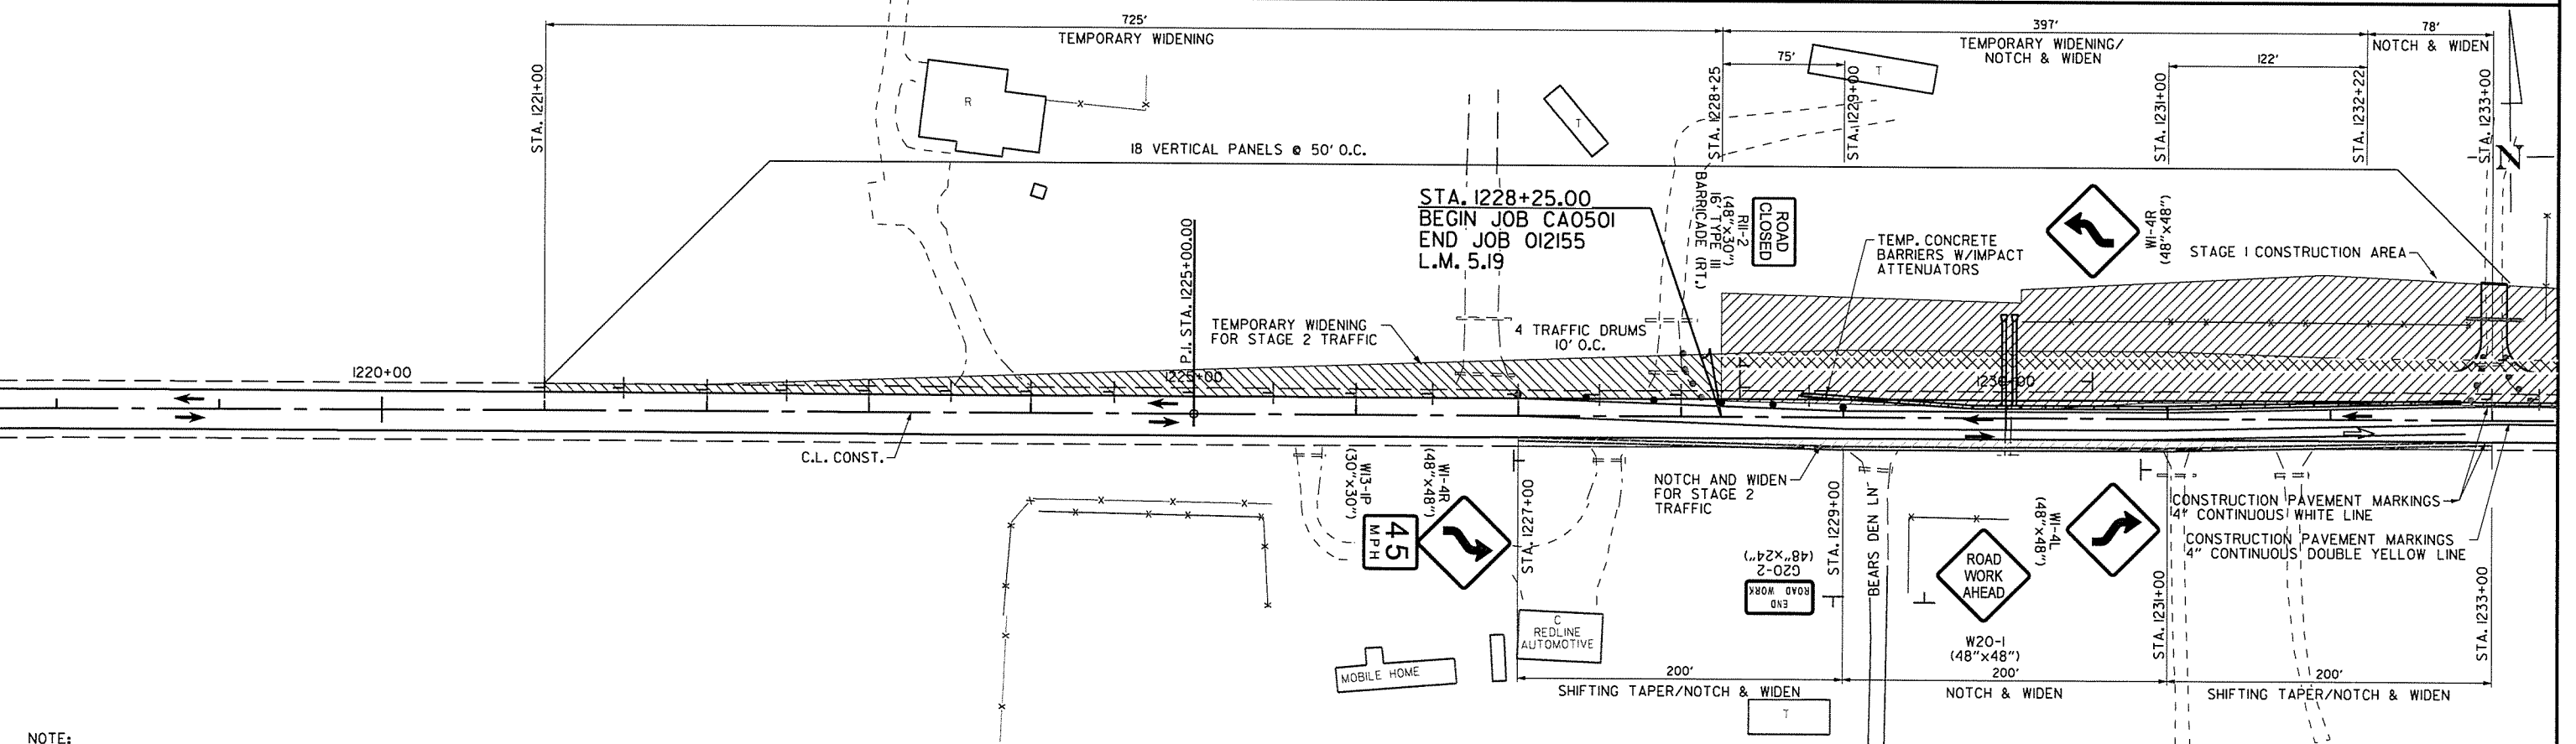 725'
TEMPORARY WIDENING
397'
TEMPORARY WIDENING/
NOTCH & WIDEN
78'
NOTCH & WIDEN
75'
122'
STA. 1221+00
STA. 1228+25
STA. 1229+00
STA. 1231+00
STA. 1232+22
STA. 1233+00
N
R
T
T
18 VERTICAL PANELS @ 50' O.C.
STA. 1228+25.00
BEGIN JOB CA0501
END JOB 012155
L.M. 5.19
ROAD
CLOSED
R11-2
(48"x30")
16' TYPE III
BARRICADE (RT.)
W1-4R
(48"x48")
TEMP. CONCRETE
BARRIERS W/IMPACT
ATTENUATORS
STAGE 1 CONSTRUCTION AREA
P.I. STA. 1225+00.00
TEMPORARY WIDENING
FOR STAGE 2 TRAFFIC
4 TRAFFIC DRUMS
10' O.C.
1220+00
1225+00
1230+00
C.L. CONST.
W13-1P
(30"x30")
W1-4R
(48"x48")
45
MPH
STA. 1227+00
NOTCH AND WIDEN
FOR STAGE 2
TRAFFIC
STA. 1229+00
BEARS DEN LN
G20-2
(48"x24")
END
ROAD WORK
ROAD
WORK
AHEAD
W20-1
(48"x48")
W1-4L
(48"x48")
CONSTRUCTION PAVEMENT MARKINGS
4" CONTINUOUS WHITE LINE
CONSTRUCTION PAVEMENT MARKINGS
4" CONTINUOUS DOUBLE YELLOW LINE
STA. 1231+00
STA. 1233+00
C
REDLINE
AUTOMOTIVE
MOBILE HOME
T
200'
SHIFTING TAPER/NOTCH & WIDEN
200'
NOTCH & WIDEN
200'
SHIFTING TAPER/NOTCH & WIDEN
NOTE: